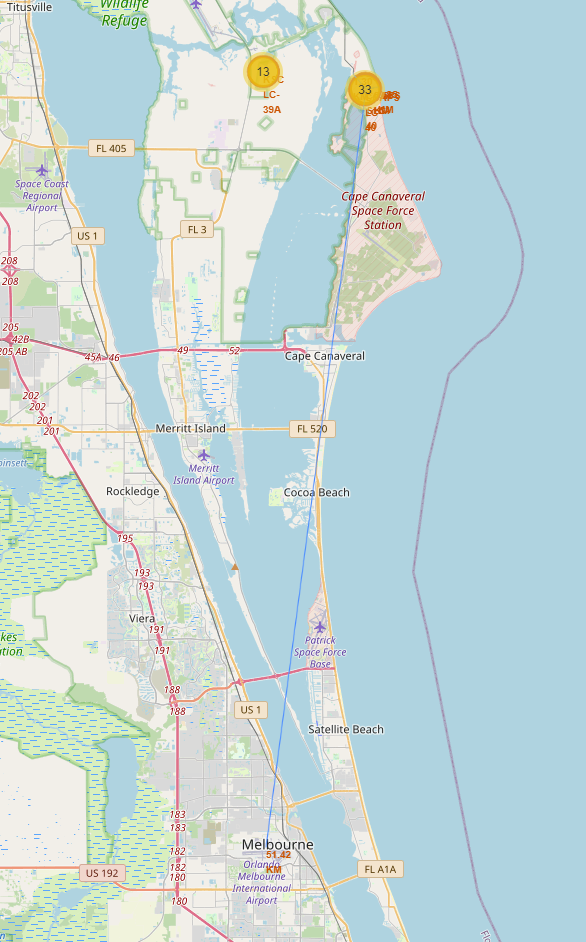 Titusville
Wildlife
Refuge
13
LC-
39A
33
KM
40
FL 405
Space Coast
Regional
Airport
Cape Canaveral
Space Force
Station
FL 3
US 1
208
208
205
42B
205 AB
45A
46
49
52
Cape Canaveral
202
202
201
201
Merritt Island
FL 520
Merritt
Island Airport
Rockledge
Cocoa Beach
195
193
193
Viera
191
191
Patrick
Space Force
Base
188
188
US 1
Satellite Beach
183
183
182
182
180
180
Melbourne
51.42
KM
Orlando
Melbourne
International
Airport
US 192
FL A1A